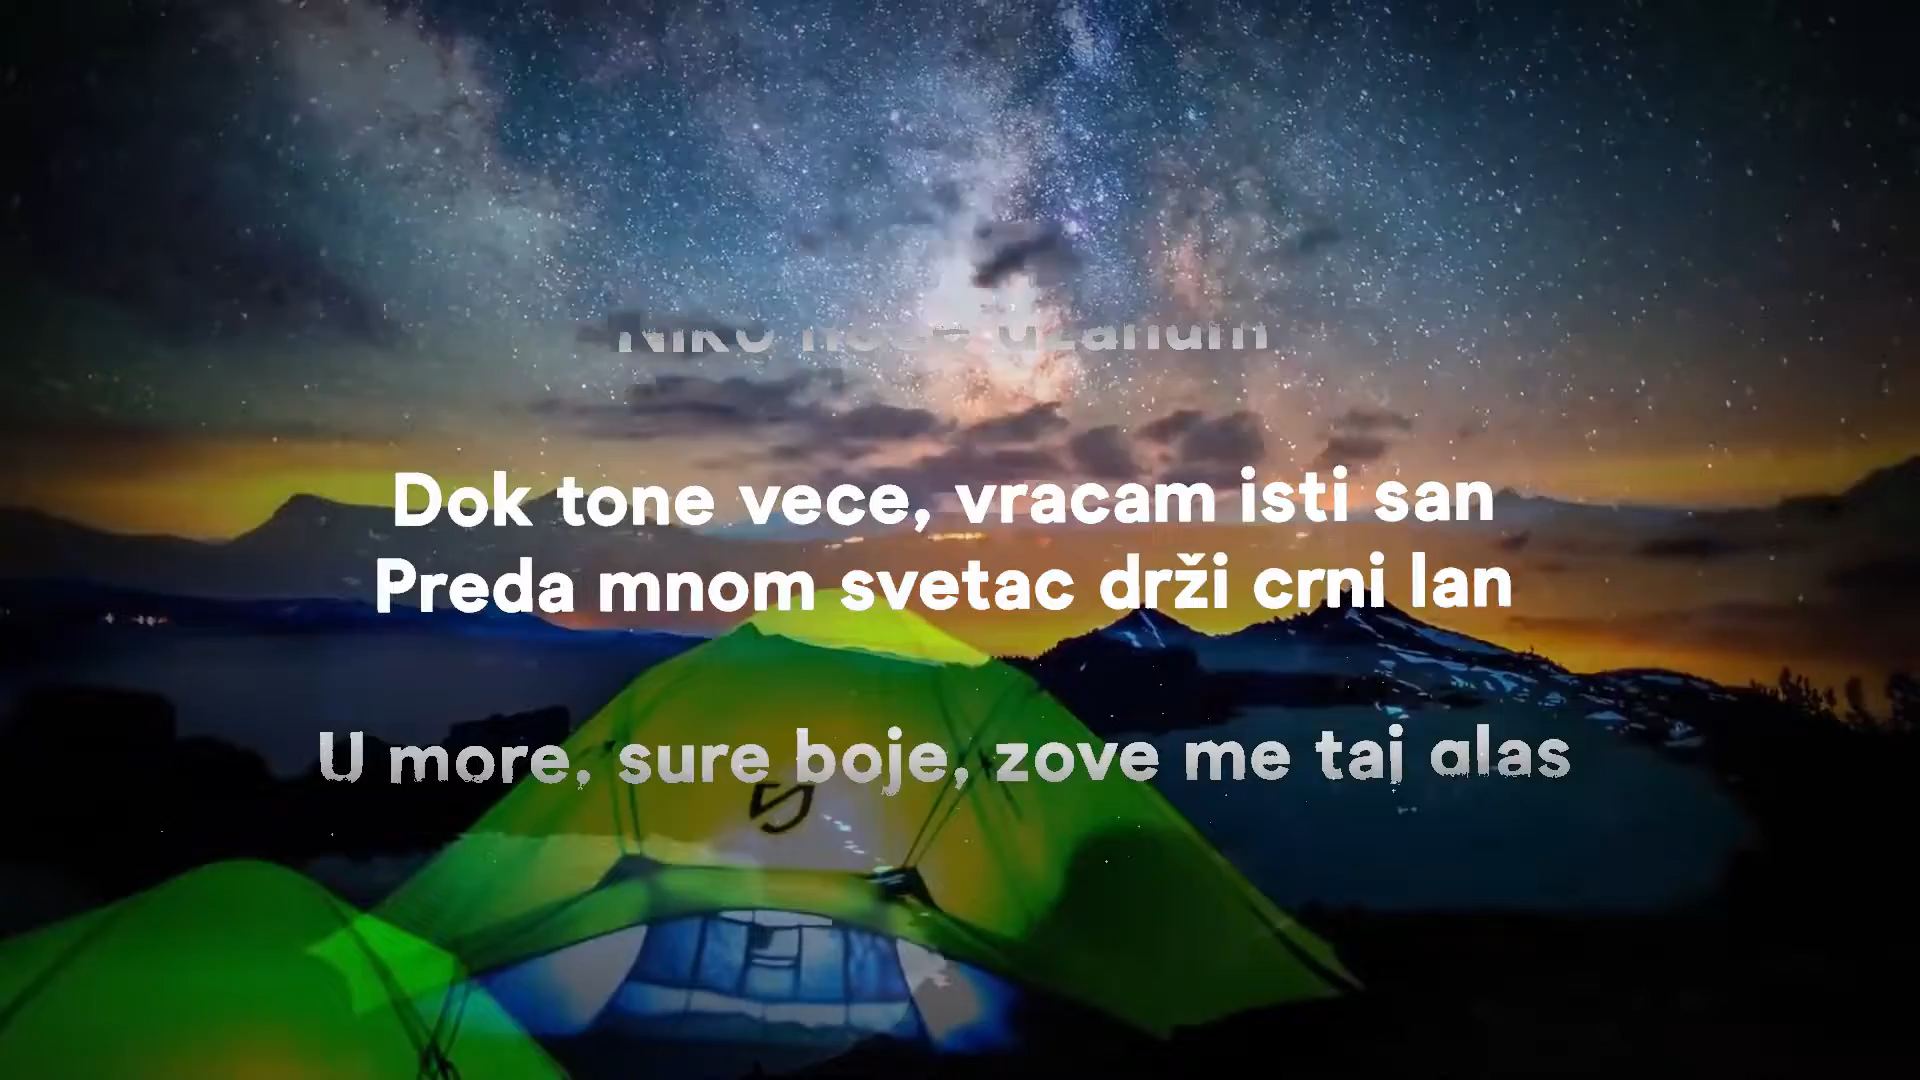 Dok tone vece, vracam isti san
Preda mnom svetac drži crni lan
U more, sure boje, zove me taj glas